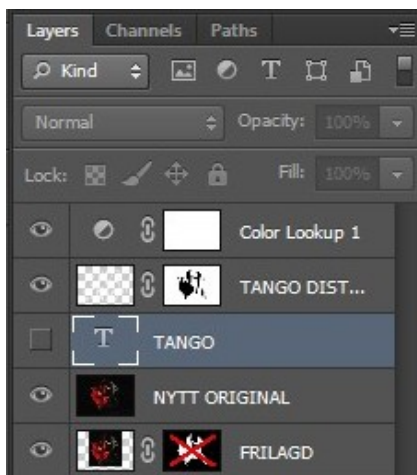 Layers Channels Paths
Kind T
Normal Opacity: 100%
Lock: Fill: 100%
Color Lookup 1
TANGO DIST...
T TANGO
NYTT ORIGINAL
FRILAGD